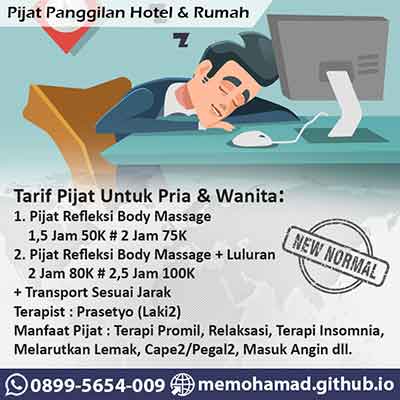 Pijat Panggilan Hotel & Rumah
Z
Tarif Pijat Untuk Pria & Wanita:
1. Pijat Refleksi Body Massage
1,5 Jam 50K # 2 Jam 75K
2. Pijat Refleksi Body Massage + Luluran
2 Jam 80K # 2,5 Jam 100K
+ Transport Sesuai Jarak
Terapist : Prasetyo (Laki2)
Manfaat Pijat : Terapi Promil, Relaksasi, Terapi Insomnia,
Melarutkan Lemak, Cape2/Pegal2, Masuk Angin dll.
NEW NORMAL
0899-5654-009 memohamad.github.io